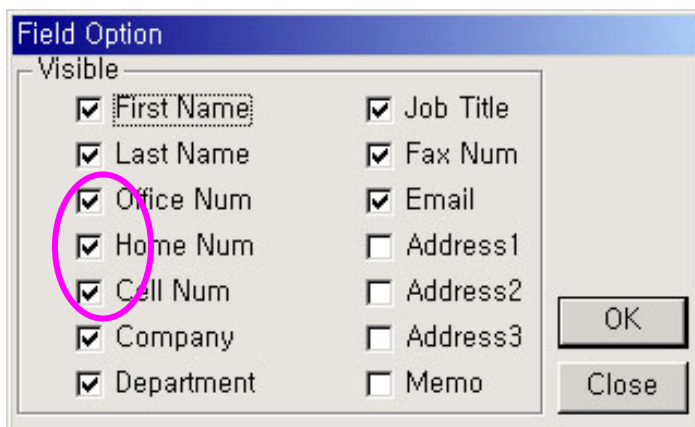 Field Option
Visible
First Name
Last Name
Office Num
Home Num
Cell Num
Company
Department
Job Title
Fax Num
Email
Address1
Address2
Address3
Memo
OK
Close